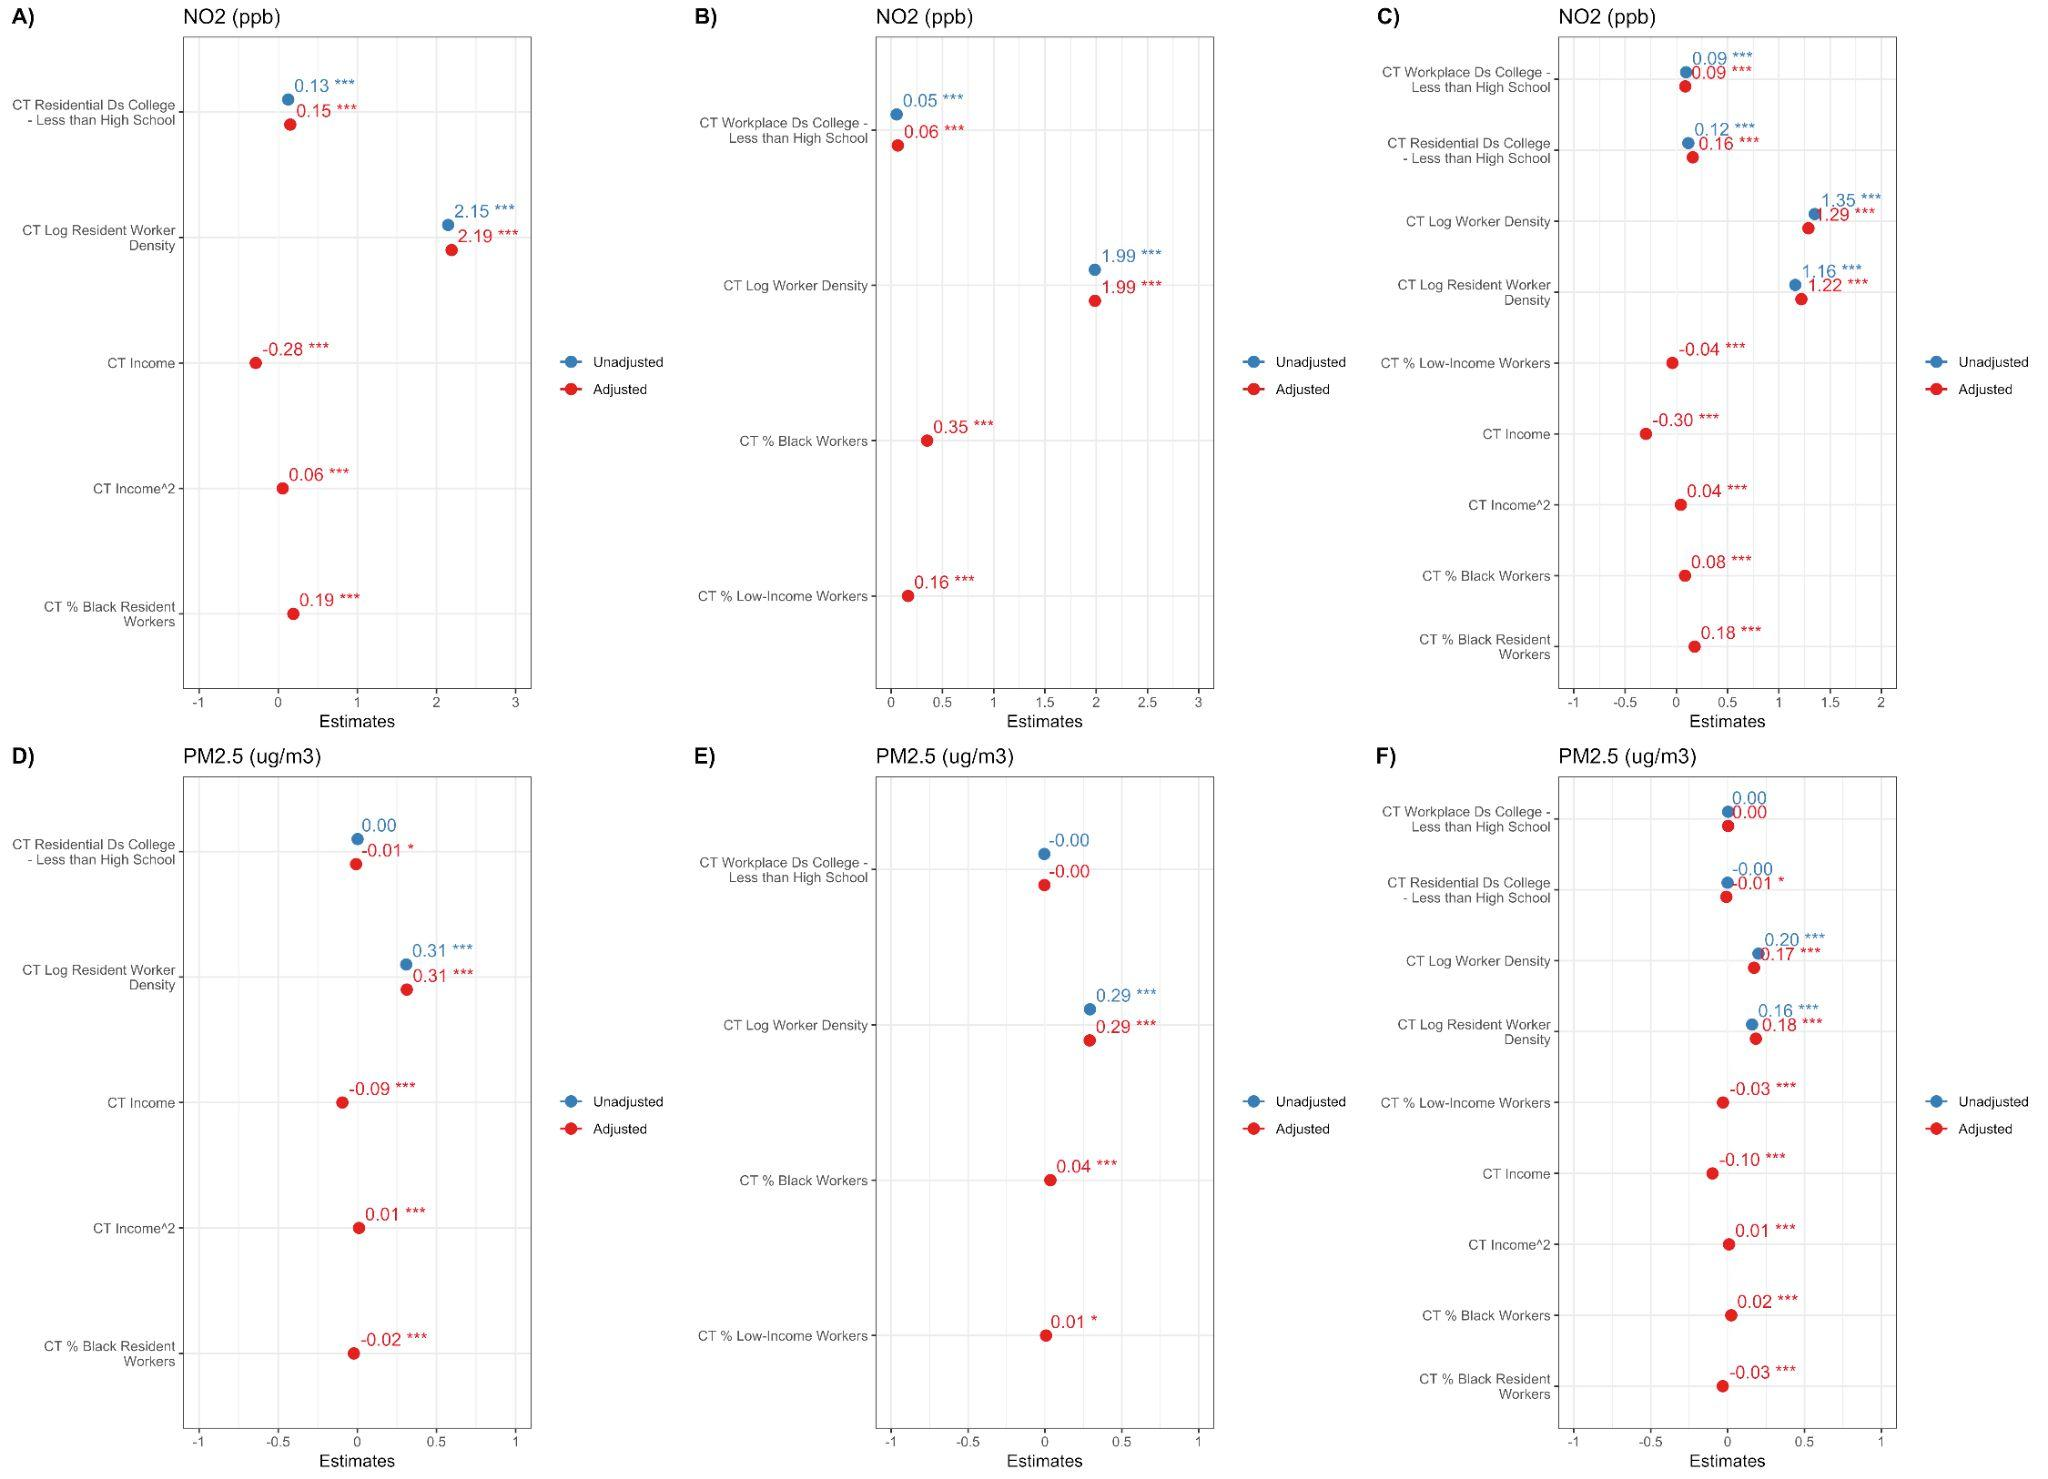 A)
NO2 (ppb)
CT Residential Ds College
- Less than High School
0.13 ***
0.15 ***
CT Log Resident Worker
Density
2.15 ***
2.19 ***
CT Income
-0.28 ***
CT Income^2
0.06 ***
CT % Black Resident
Workers
0.19 ***
-1 0 1 2 3
Estimates
Unadjusted
Adjusted
B)
NO2 (ppb)
CT Workplace Ds College -
Less than High School
0.05 ***
0.06 ***
CT Log Worker Density
1.99 ***
1.99 ***
CT % Black Workers
0.35 ***
CT % Low-Income Workers
0.16 ***
0 0.5 1 1.5 2 2.5 3
Estimates
Unadjusted
Adjusted
C)
NO2 (ppb)
CT Workplace Ds College -
Less than High School
0.09 ***
0.09 ***
CT Residential Ds College
- Less than High School
0.12 ***
0.16 ***
CT Log Worker Density
1.35 ***
1.29 ***
CT Log Resident Worker
Density
1.16 ***
1.22 ***
CT % Low-Income Workers
-0.04 ***
CT Income
-0.30 ***
CT Income^2
0.04 ***
CT % Black Workers
0.08 ***
CT % Black Resident
Workers
0.18 ***
-1 -0.5 0 0.5 1 1.5 2
Estimates
Unadjusted
Adjusted
D)
PM2.5 (ug/m3)
CT Residential Ds College
- Less than High School
0.00
-0.01 *
CT Log Resident Worker
Density
0.31 ***
0.31 ***
CT Income
-0.09 ***
CT Income^2
0.01 ***
CT % Black Resident
Workers
-0.02 ***
-1 -0.5 0 0.5 1
Estimates
Unadjusted
Adjusted
E)
PM2.5 (ug/m3)
CT Workplace Ds College -
Less than High School
-0.00
-0.00
CT Log Worker Density
0.29 ***
0.29 ***
CT % Black Workers
0.04 ***
CT % Low-Income Workers
0.01 *
-1 -0.5 0 0.5 1
Estimates
Unadjusted
Adjusted
F)
PM2.5 (ug/m3)
CT Workplace Ds College -
Less than High School
0.00
0.00
CT Residential Ds College
- Less than High School
-0.00
-0.01 *
CT Log Worker Density
0.20 ***
0.17 ***
CT Log Resident Worker
Density
0.16 ***
0.18 ***
CT % Low-Income Workers
-0.03 ***
CT Income
-0.10 ***
CT Income^2
0.01 ***
CT % Black Workers
0.02 ***
CT % Black Resident
Workers
-0.03 ***
-1 -0.5 0 0.5 1
Estimates
Unadjusted
Adjusted